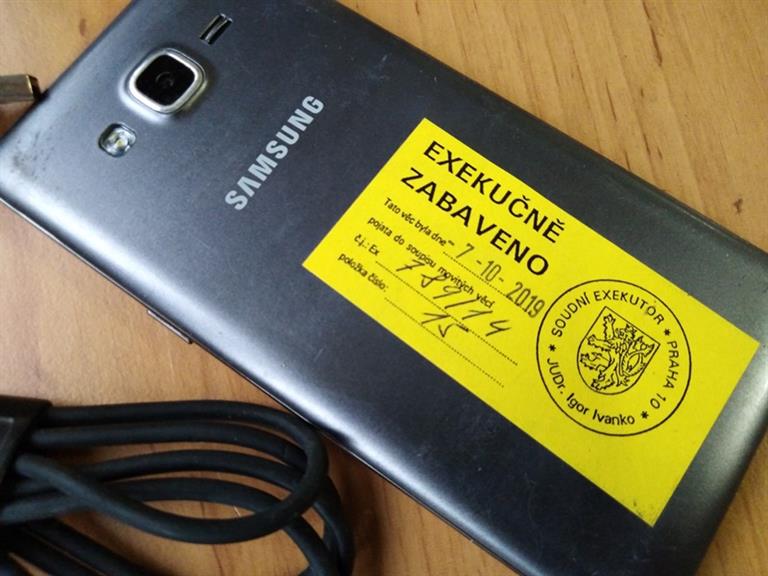 SAMSUNG
EXEKUČNĚ
ZABAVENO
Tato věc byla dne - 7 -10- 2019
pojata do soupisu movitých věcí
č.j.: Ex 789/14
položka číslo: 15
SOUDNÍ EXEKUTOR * PRAHA 10 *
JUDr. Igor Ivanko *